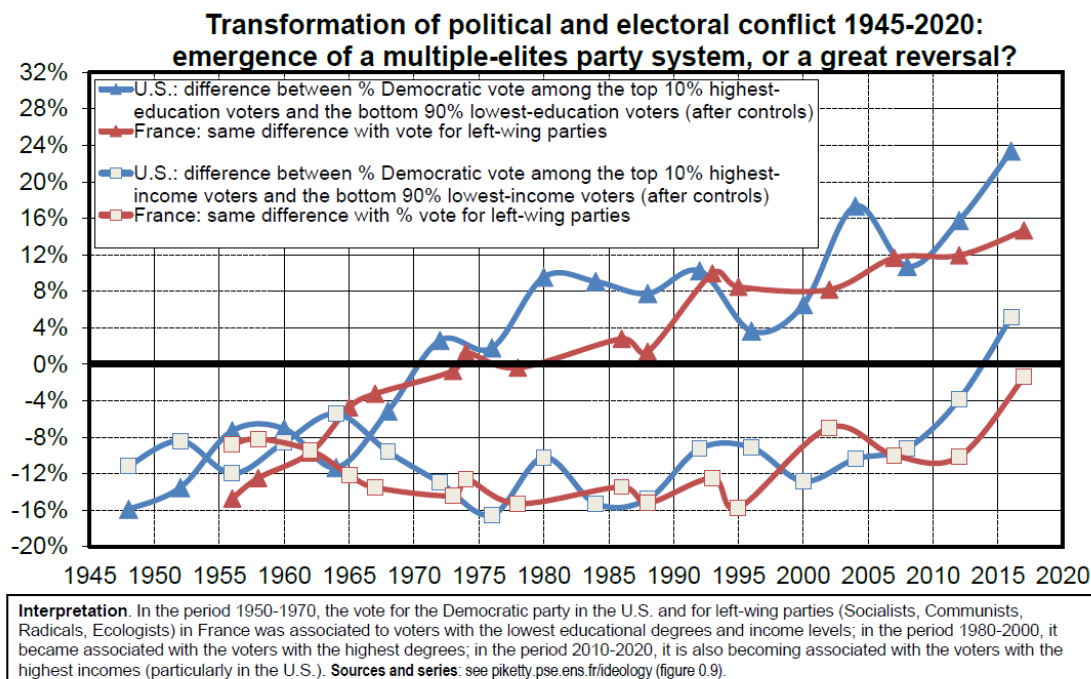 Transformation of political and electoral conflict 1945-2020:
emergence of a multiple-elites party system, or a great reversal?
32%
28%
24%
20%
16%
12%
8%
4%
0%
-4%
-8%
-12%
-16%
-20%
U.S.: difference between % Democratic vote among the top 10% highest-
education voters and the bottom 90% lowest-education voters (after controls)
France: same difference with vote for left-wing parties
U.S.: difference between % Democratic vote among the top 10% highest-
income voters and the bottom 90% lowest-income voters (after controls)
France: same difference with % vote for left-wing parties
1945 1950 1955 1960 1965 1970 1975 1980 1985 1990 1995 2000 2005 2010 2015 2020
Interpretation. In the period 1950-1970, the vote for the Democratic party in the U.S. and for left-wing parties (Socialists, Communists,
Radicals, Ecologists) in France was associated to voters with the lowest educational degrees and income levels; in the period 1980-2000, it
became associated with the voters with the highest degrees; in the period 2010-2020, it is also becoming associated with the voters with the
highest incomes (particularly in the U.S.). Sources and series: see piketty.pse.ens.fr/ideology (figure 0.9).